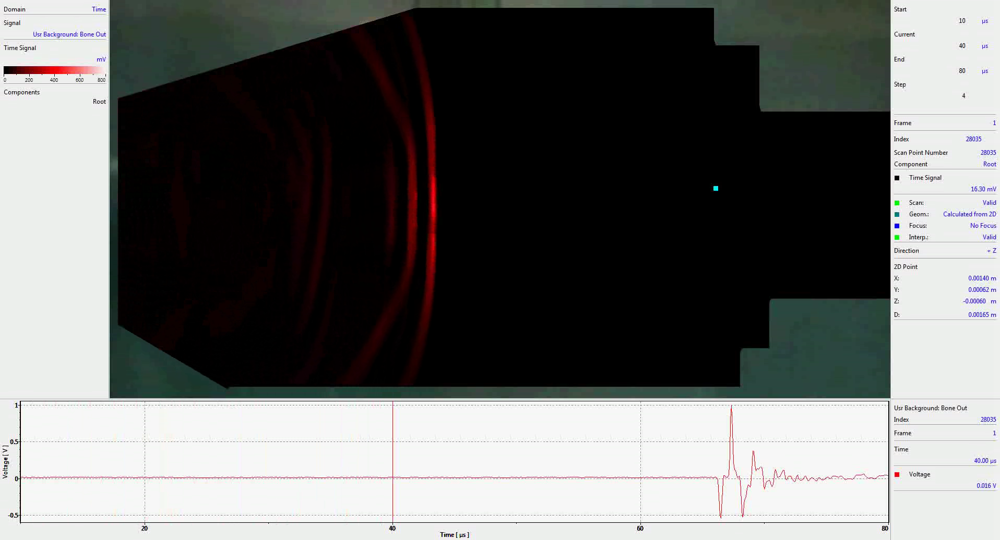 Domain Time
Signal
Usr Background: Bone Out
Time Signal
mV
0 200 400 600 800
Components
Root
Start
10 µs
Current
40 µs
End
80 µs
Step
4
Frame 1
Index 28035
Scan Point Number 28035
Component Root
Time Signal
16.30 mV
Scan: Valid
Geom.: Calculated from 2D
Focus: No Focus
Interp.: Valid
Direction + Z
2D Point
X: 0.00140 m
Y: 0.00062 m
Z: -0.00060 m
D: 0.00165 m
1
0.5
0
-0.5
Voltage [ V ]
20 40 60 80
Time [ µs ]
Usr Background: Bone Out
Index 28035
Frame 1
Time
40.00 µs
Voltage
0.016 V